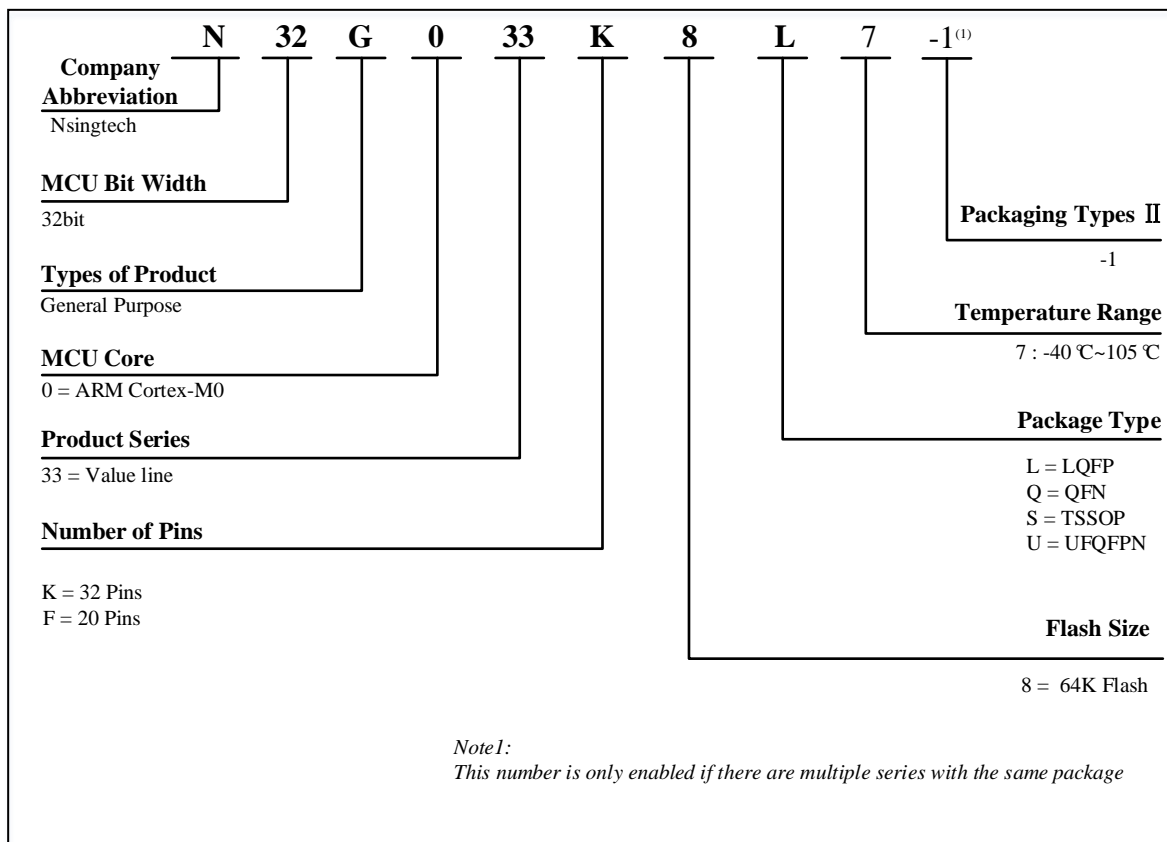 N 32 G 0 33 K 8 L 7 -1(1)
Company
Abbreviation
Nsingtech
MCU Bit Width
32bit
Types of Product
General Purpose
MCU Core
0 = ARM Cortex-M0
Product Series
33 = Value line
Number of Pins
K = 32 Pins
F = 20 Pins
Packaging Types Ⅱ
-1
Temperature Range
7 : -40 ℃~105 ℃
Package Type
L = LQFP
Q = QFN
S = TSSOP
U = UFQFPN
Flash Size
8 = 64K Flash
Note1:
This number is only enabled if there are multiple series with the same package